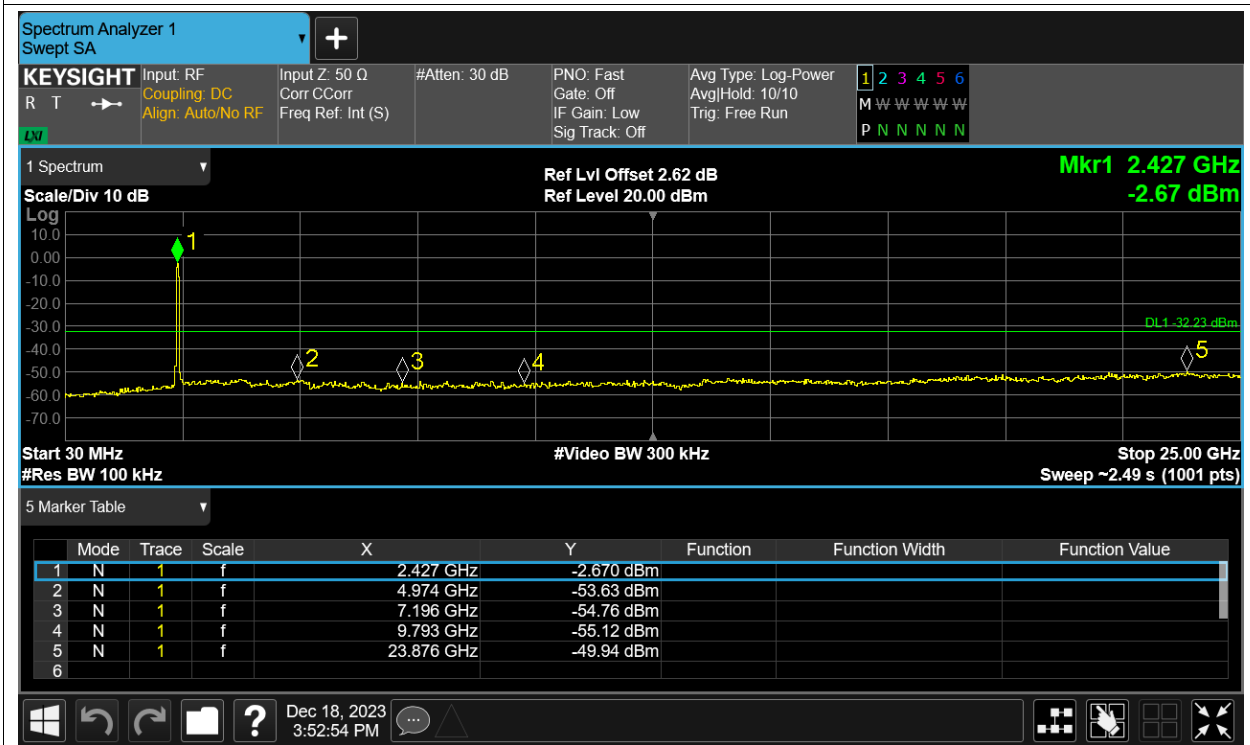 Spectrum Analyzer 1
Swept SA
+
KEYSIGHT
R T
LXI
Input: RF
Coupling: DC
Align: Auto/No RF
Input Z: 50 Ω
Corr CCorr
Freq Ref: Int (S)
#Atten: 30 dB
PNO: Fast
Gate: Off
IF Gain: Low
Sig Track: Off
Avg Type: Log-Power
Avg|Hold: 10/10
Trig: Free Run
1 2 3 4 5 6
M W W W W W
P N N N N N
1 Spectrum
Scale/Div 10 dB
Ref Lvl Offset 2.62 dB
Ref Level 20.00 dBm
Mkr1 2.427 GHz
-2.67 dBm
Log
10.0
0.00
-10.0
-20.0
-30.0
-40.0
-50.0
-60.0
-70.0
1
2
3
4
5
DL1 -32.23 dBm
Start 30 MHz
#Res BW 100 kHz
#Video BW 300 kHz
Stop 25.00 GHz
Sweep ~2.49 s (1001 pts)
5 Marker Table
Mode Trace Scale X Y Function Function Width Function Value
1 N 1 f 2.427 GHz -2.670 dBm
2 N 1 f 4.974 GHz -53.63 dBm
3 N 1 f 7.196 GHz -54.76 dBm
4 N 1 f 9.793 GHz -55.12 dBm
5 N 1 f 23.876 GHz -49.94 dBm
6
?
Dec 18, 2023
3:52:54 PM